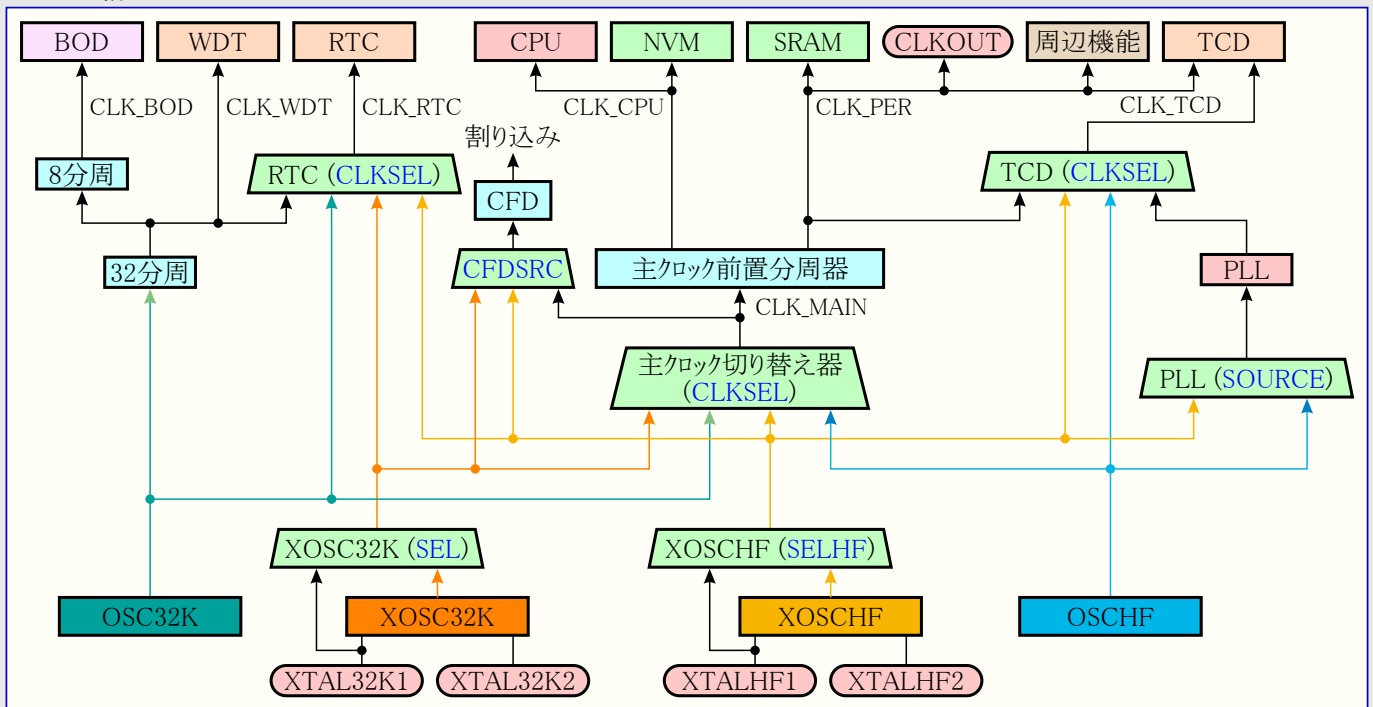 BOD
WDT
RTC
CPU
NVM
SRAM
CLKOUT
周辺機能
TCD
CLK_BOD
CLK_WDT
CLK_RTC
CLK_CPU
CLK_PER
CLK_TCD
割り込み
8分周
RTC (CLKSEL)
CFD
TCD (CLKSEL)
32分周
CFDSRC
主クロック前置分周器
PLL
CLK_MAIN
主クロック切り替え器
(CLKSEL)
PLL (SOURCE)
XOSC32K (SEL)
XOSCHF (SELHF)
OSC32K
XOSC32K
XOSCHF
OSCHF
XTAL32K1
XTAL32K2
XTALHF1
XTALHF2